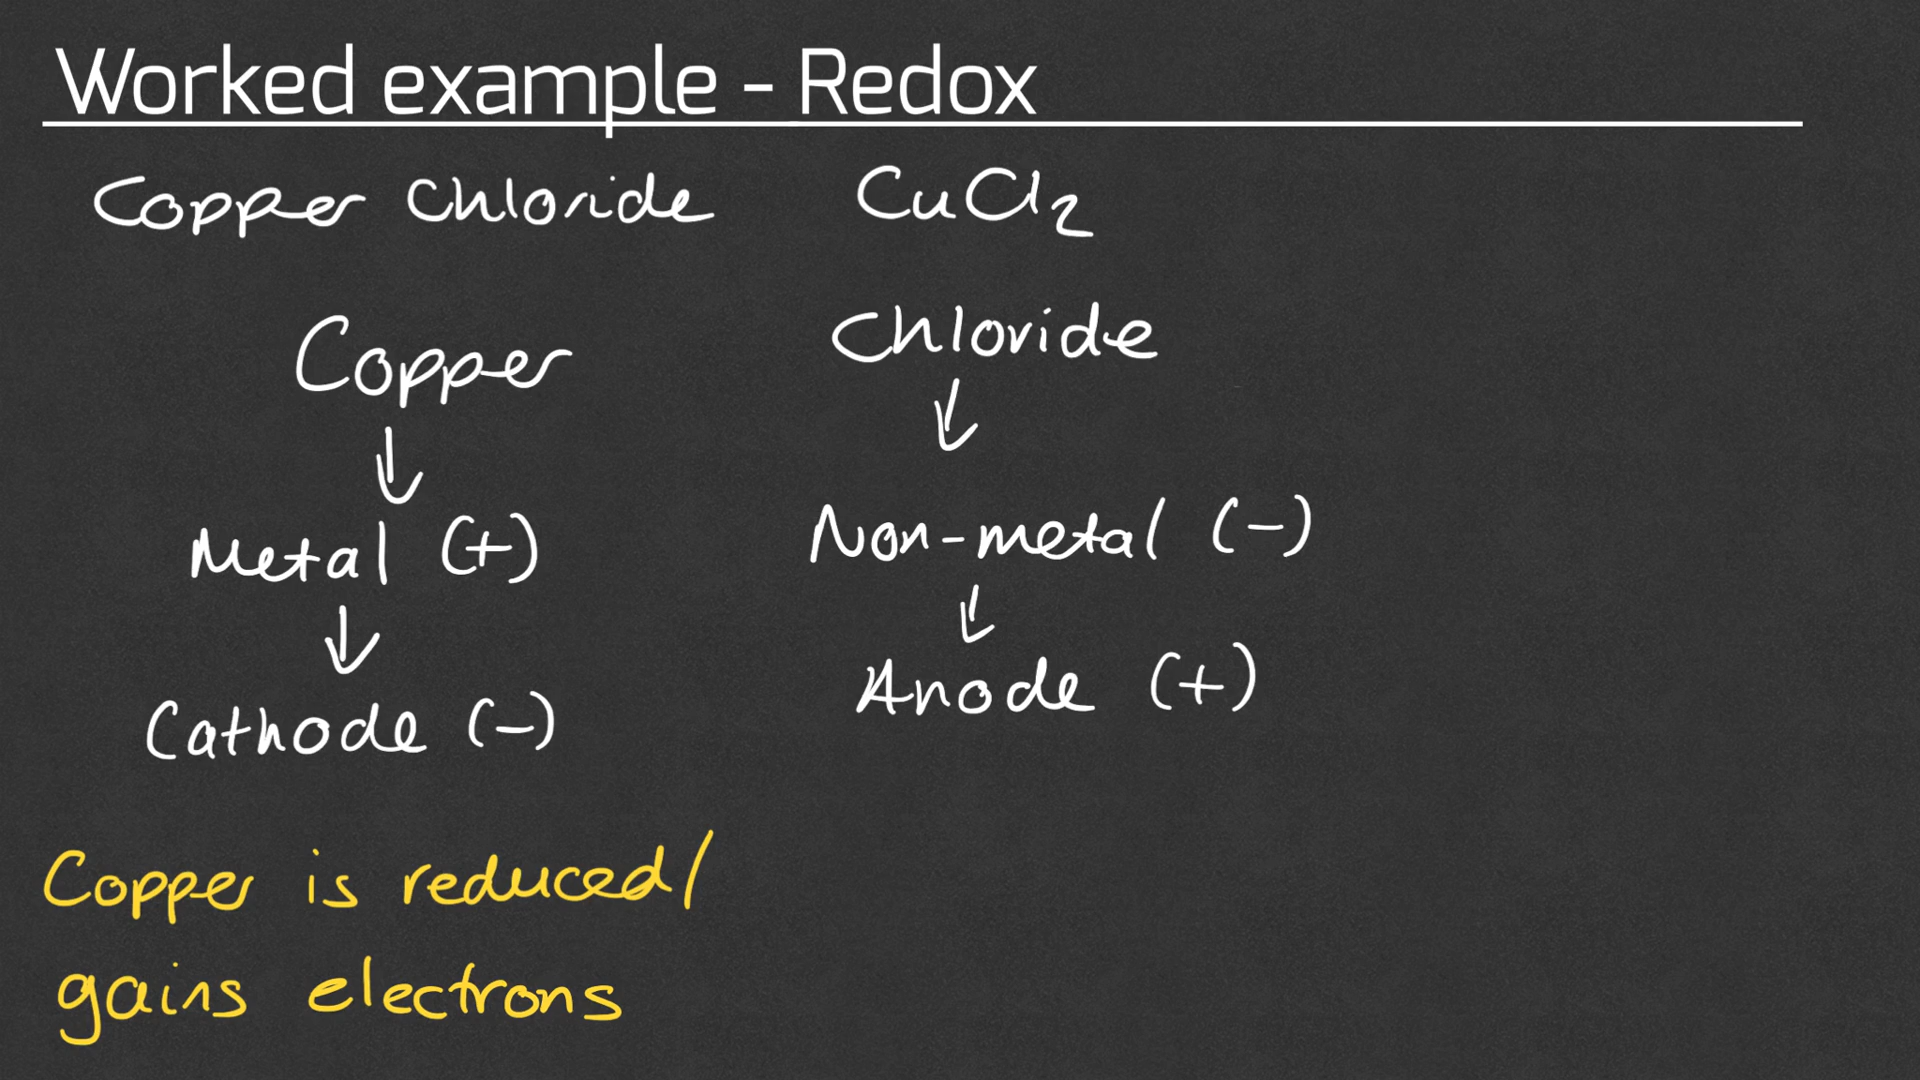 Worked example - Redox
Copper Chloride CuCl₂
Copper
↓
Metal (+)
↓
Cathode (-)
Chloride
↓
Non-metal (-)
↓
Anode (+)
Copper is reduced/
gains electrons